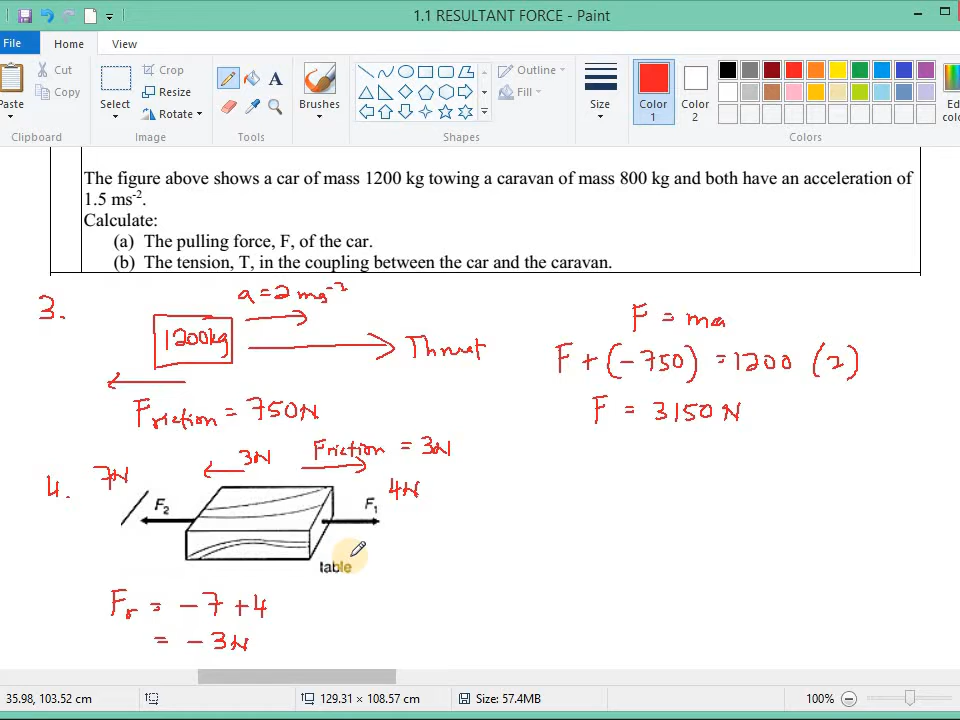 1.1 RESULTANT FORCE - Paint
File Home View
Paste
Cut
Copy
Clipboard
Select
Crop
Resize
Rotate
Image
A
Tools
Brushes
Outline
Fill
Shapes
Size
Color
1
Color
2
Colors
The figure above shows a car of mass 1200 kg towing a caravan of mass 800 kg and both have an acceleration of
1.5 ms-2.
Calculate:
(a) The pulling force, F, of the car.
(b) The tension, T, in the coupling between the car and the caravan.
3.
a = 2 ms-2
1200kg
Thrust
Friction = 750N
F = ma
F + (-750) = 1200 (2)
F = 3150 N
4.
7N
3N
Friction = 3N
4N
F2
F1
table
Fr = -7 +4
= -3N
35.98, 103.52 cm
129.31 × 108.57 cm
Size: 57.4MB
100%